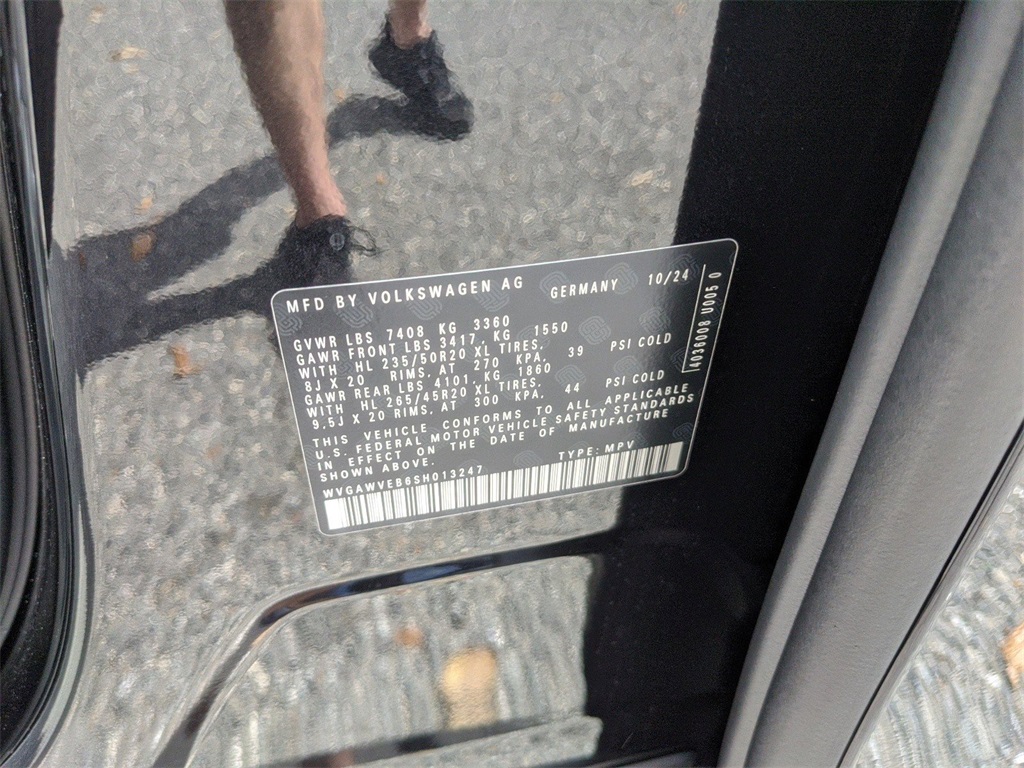 MFD BY VOLKSWAGEN AG GERMANY 10/24
GVWR LBS 7408 KG 3360
GAWR FRONT LBS 3417, KG 1550
WITH HL 235/50R20 XL TIRES.
8J X 20 RIMS. AT 270 KPA. 39 PSI COLD
GAWR REAR LBS 4101, KG 1860
WITH HL 265/45R20 XL TIRES.
9.5J X 20 RIMS. AT 300 KPA. 44 PSI COLD
THIS VEHICLE CONFORMS TO ALL APPLICABLE
U.S. FEDERAL MOTOR VEHICLE SAFETY STANDARDS
IN EFFECT ON THE DATE OF MANUFACTURE
SHOWN ABOVE.
WVGAWVEB6SH013247 TYPE: MPV
4036008 U005 0